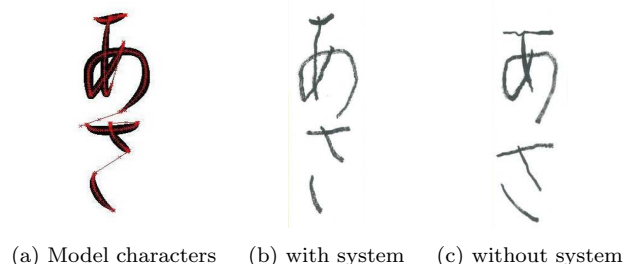 あさ
あさ
あさ
(a) Model characters
(b) with system
(c) without system